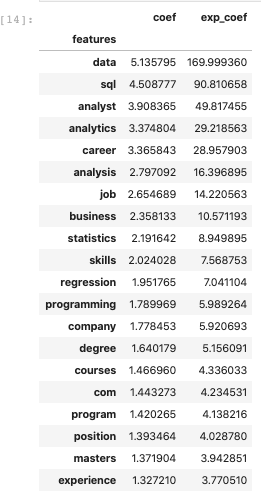 [14]:
coef exp_coef
features
data 5.135795 169.999360
sql 4.508777 90.810658
analyst 3.908365 49.817455
analytics 3.374804 29.218563
career 3.365843 28.957903
analysis 2.797092 16.396895
job 2.654689 14.220563
business 2.358133 10.571193
statistics 2.191642 8.949895
skills 2.024028 7.568753
regression 1.951765 7.041104
programming 1.789969 5.989264
company 1.778453 5.920693
degree 1.640179 5.156091
courses 1.466960 4.336033
com 1.443273 4.234531
program 1.420265 4.138216
position 1.393464 4.028780
masters 1.371904 3.942851
experience 1.327210 3.770510